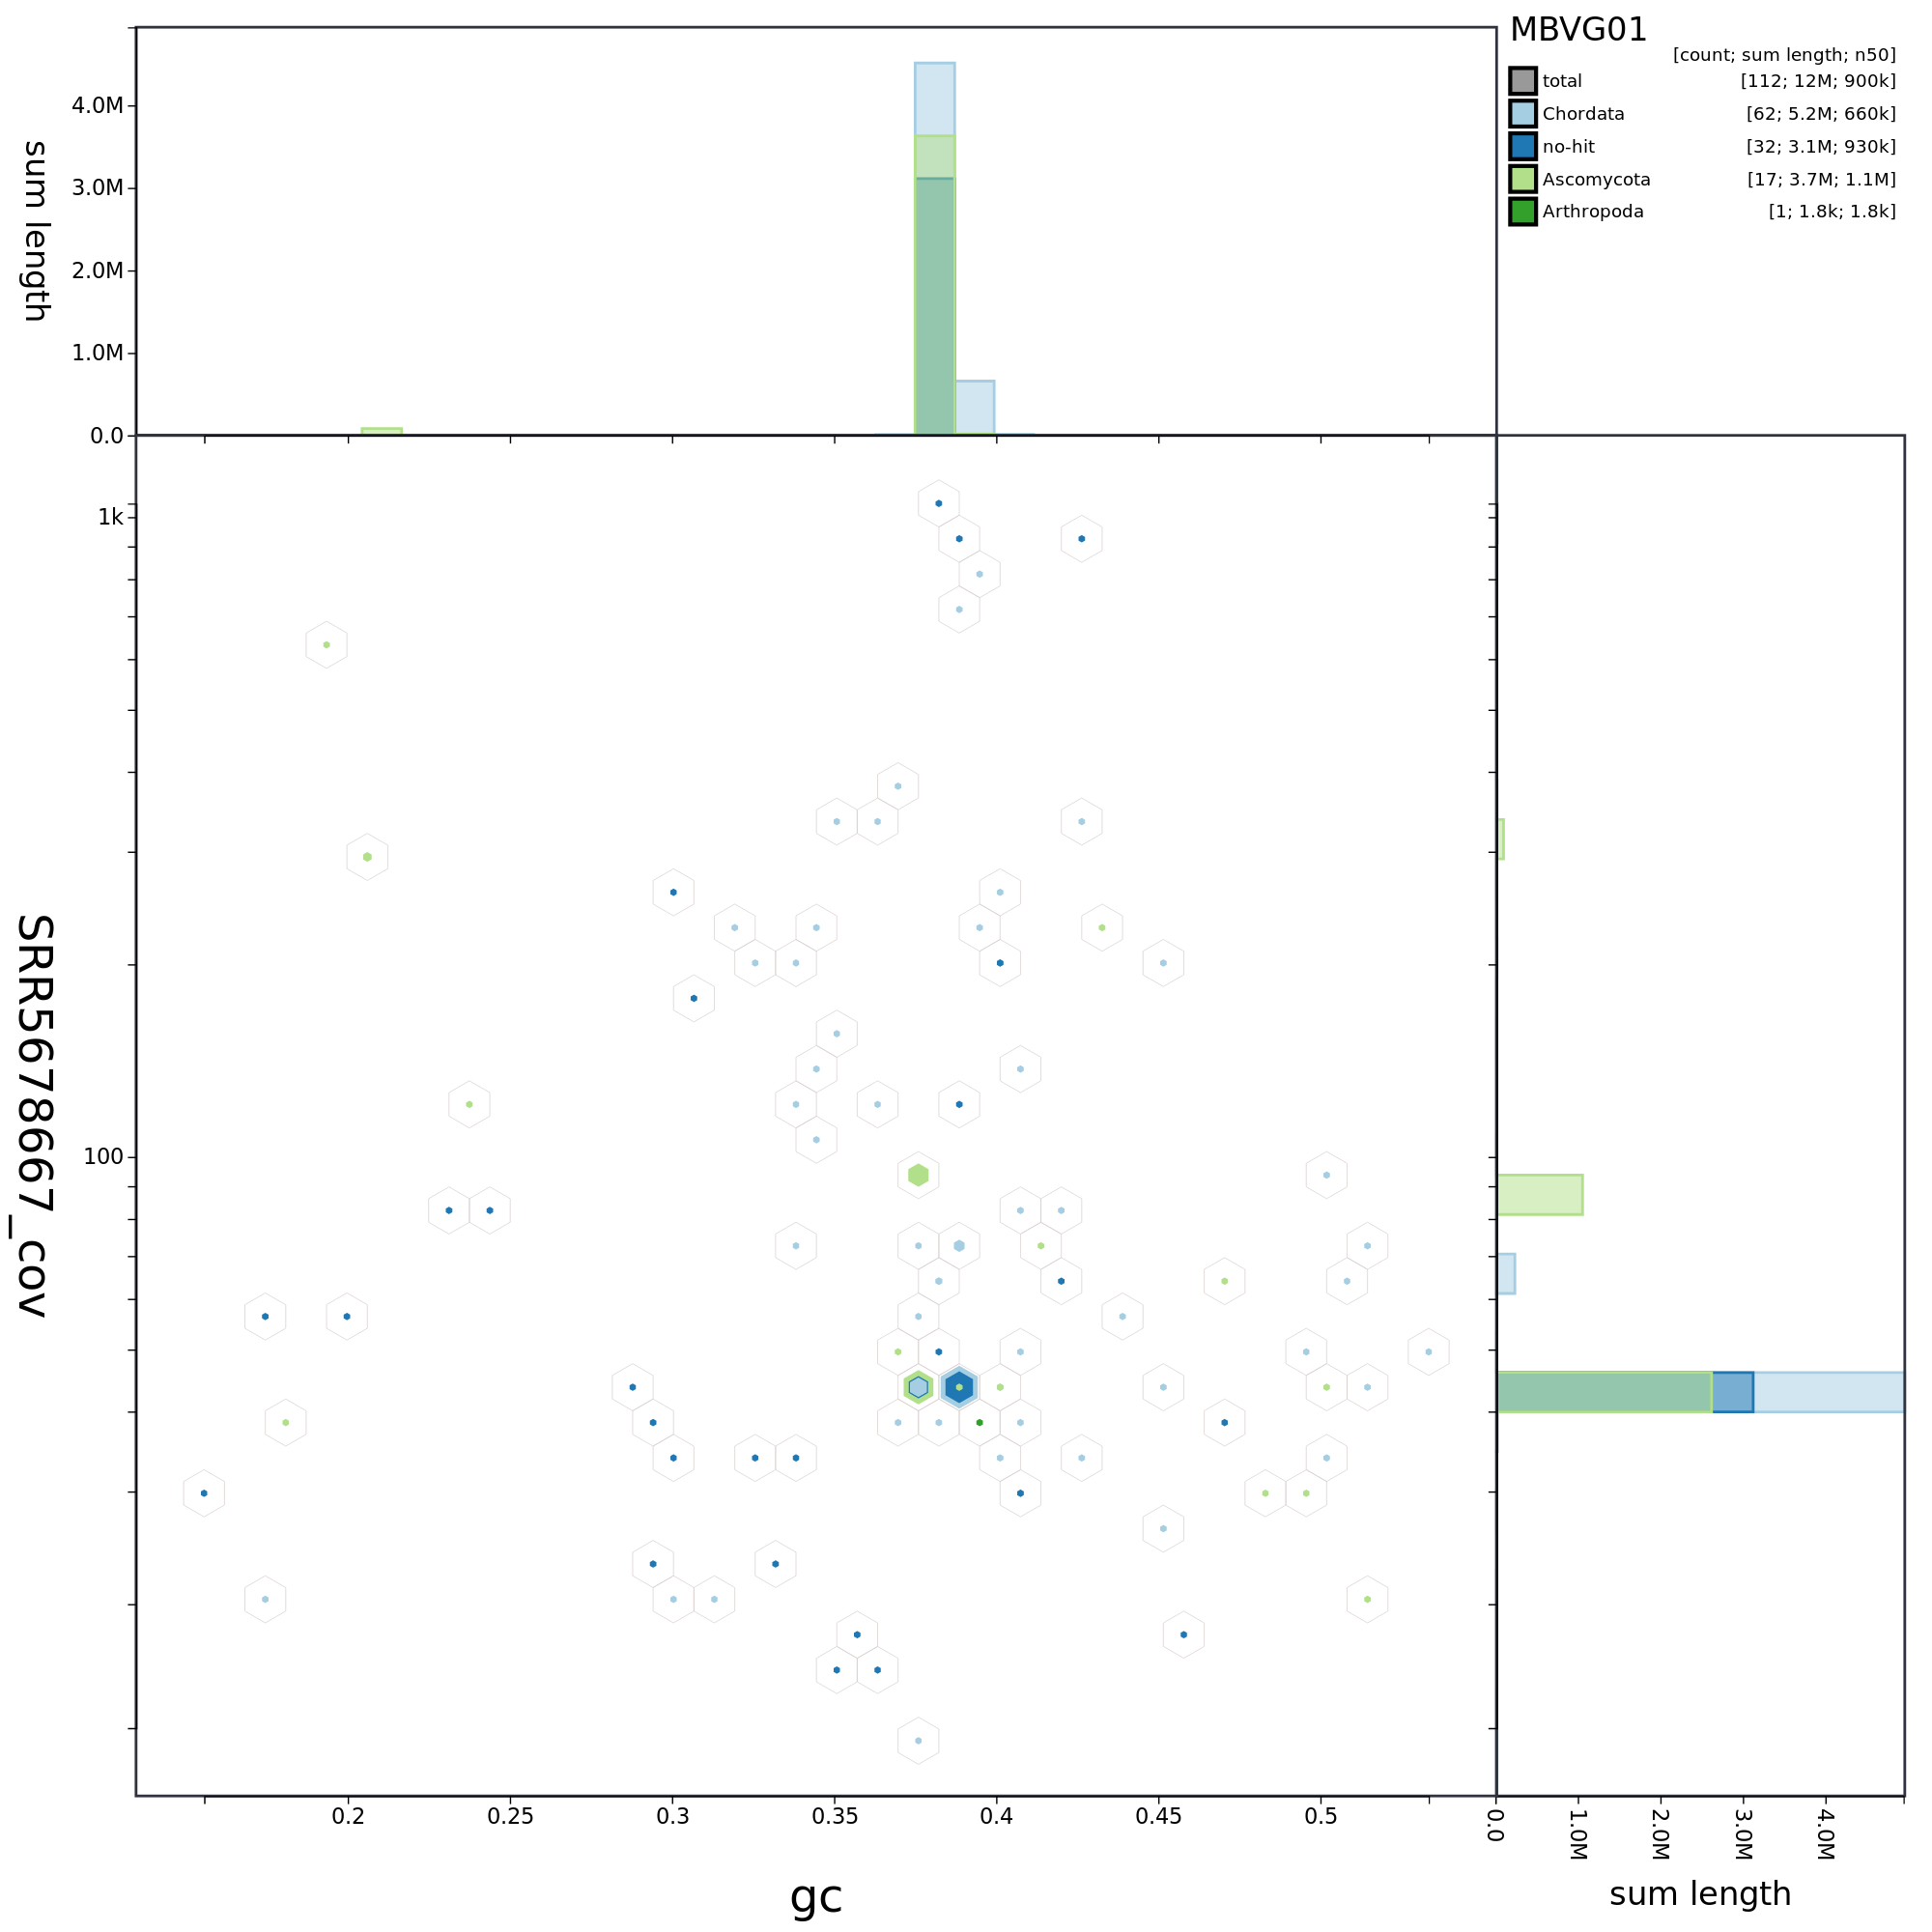 MBVG01
[count; sum length; n50]
total [112; 12M; 900k]
Chordata [62; 5.2M; 660k]
no-hit [32; 3.1M; 930k]
Ascomycota [17; 3.7M; 1.1M]
Arthropoda [1; 1.8k; 1.8k]
sum length
4.0M
3.0M
2.0M
1.0M
0.0
SRR5678667_cov
1k
100
0.2 0.25 0.3 0.35 0.4 0.45 0.5
gc
0.0 1.0M 2.0M 3.0M 4.0M
sum length